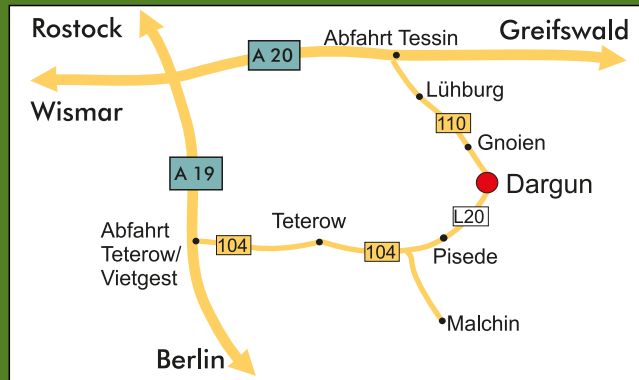 Rostock
Abfahrt Tessin
Greifswald
A 20
Wismar
Lühburg
110
Gnoien
A 19
Dargun
L20
Abfahrt
Teterow/
Vietgest
104
Teterow
104
Pisede
Malchin
Berlin